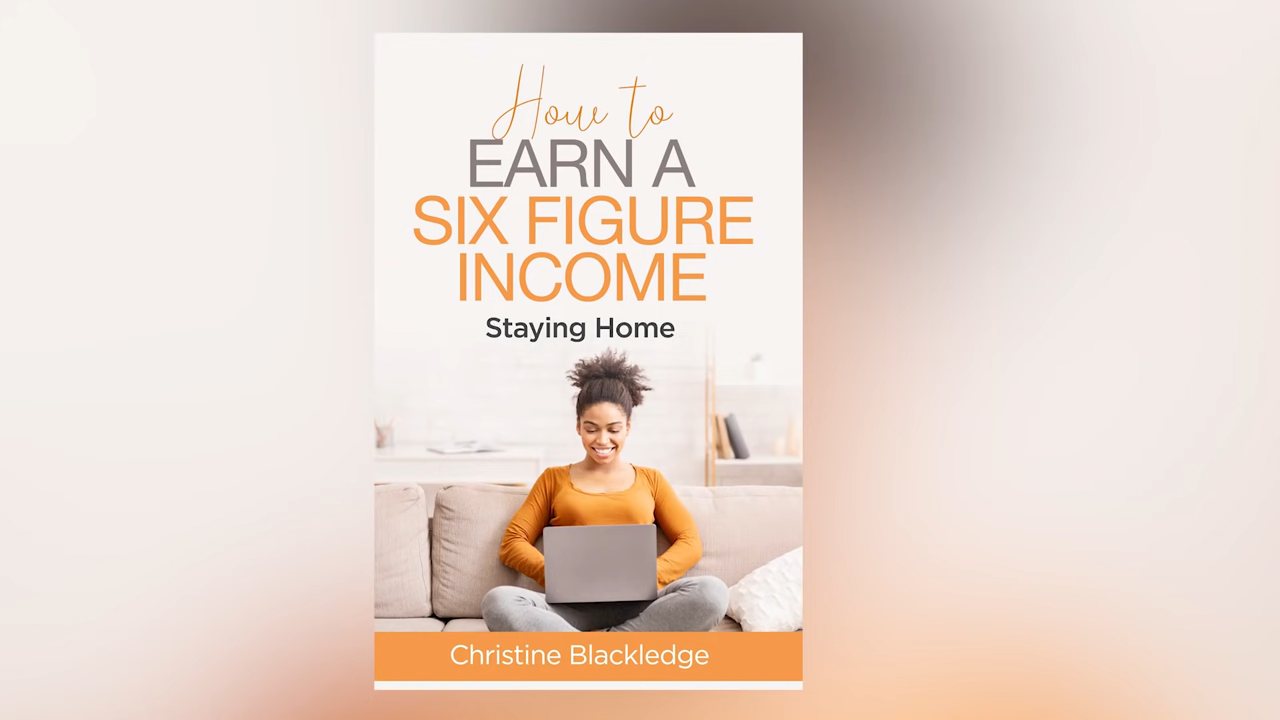 How to
EARN A
SIX FIGURE
INCOME
Staying Home
Christine Blackledge